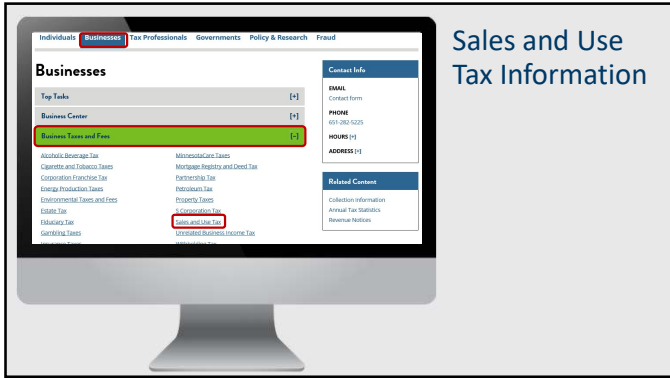 Individuals Businesses Tax Professionals Governments Policy & Research Fraud
Businesses
Top Tasks [+]
Business Center [+]
Business Taxes and Fees [–]
Alcoholic Beverage Tax
Cigarette and Tobacco Taxes
Corporation Franchise Tax
Energy Production Taxes
Environmental Taxes and Fees
Estate Tax
Fiduciary Tax
Gambling Taxes
Insurance Taxes
MinnesotaCare Taxes
Mortgage Registry and Deed Tax
Partnership Tax
Petroleum Tax
Property Taxes
S Corporation Tax
Sales and Use Tax
Unrelated Business Income Tax
Withholding Tax
Contact Info
EMAIL
Contact form
PHONE
651-282-5225
HOURS [+]
ADDRESS [+]
Related Content
Collection Information
Annual Tax Statistics
Revenue Notices
Sales and Use
Tax Information